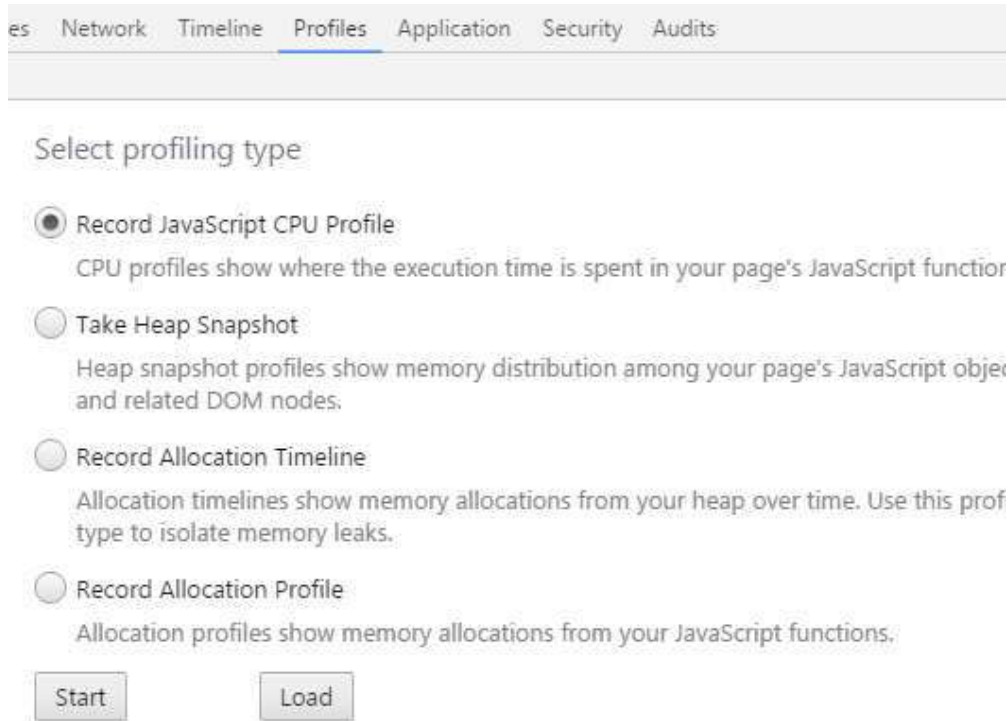 es Network Timeline Profiles Application Security Audits
Select profiling type
Record JavaScript CPU Profile
CPU profiles show where the execution time is spent in your page's JavaScript function
Take Heap Snapshot
Heap snapshot profiles show memory distribution among your page's JavaScript objec
and related DOM nodes.
Record Allocation Timeline
Allocation timelines show memory allocations from your heap over time. Use this prof
type to isolate memory leaks.
Record Allocation Profile
Allocation profiles show memory allocations from your JavaScript functions.
Start Load